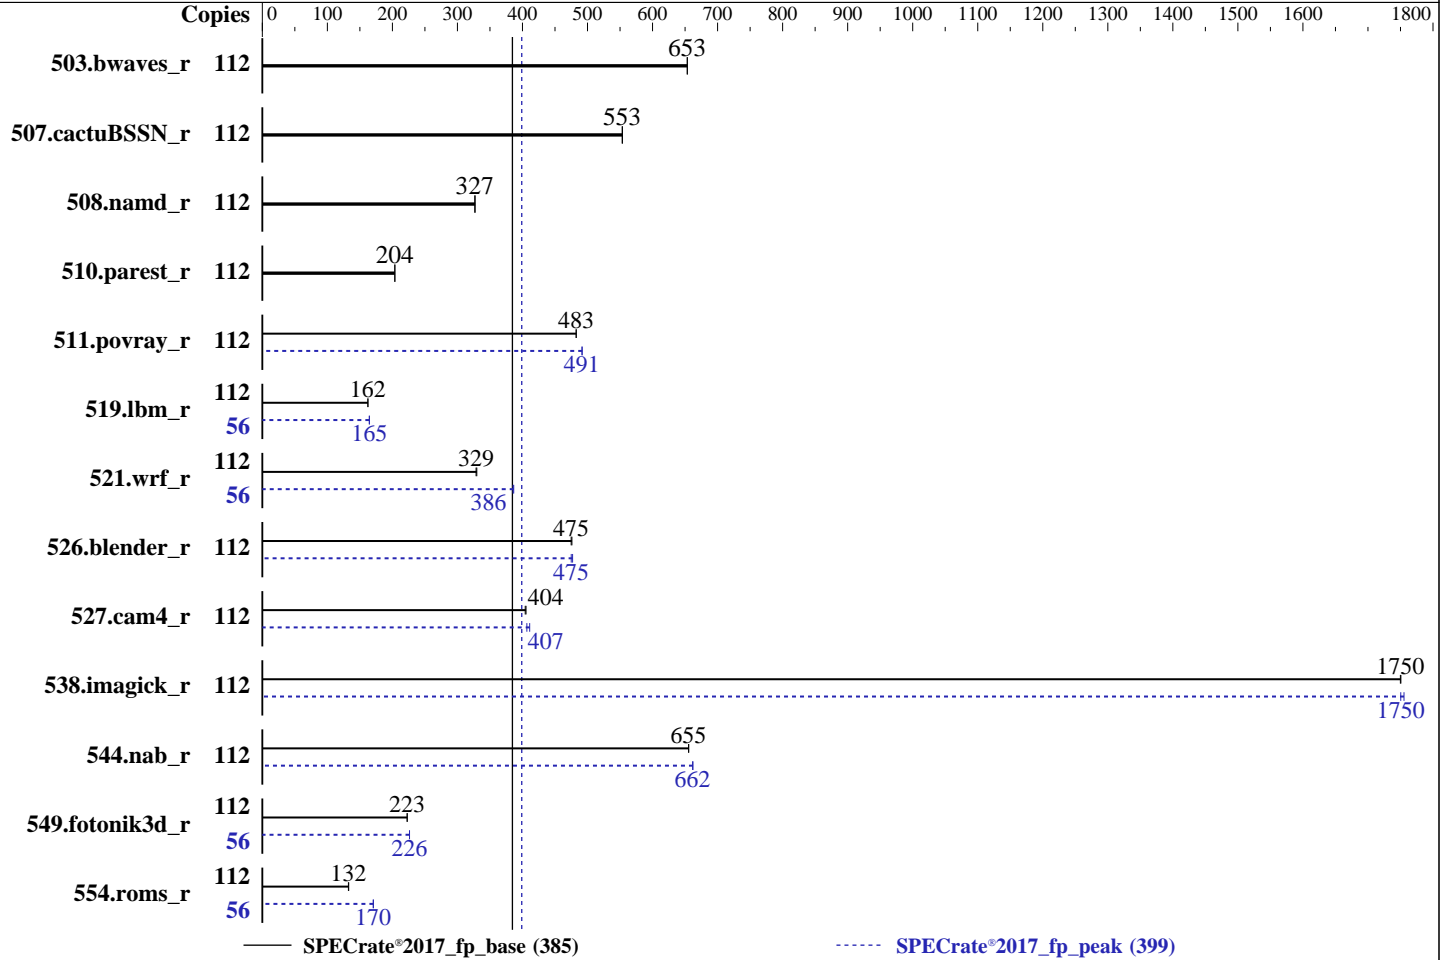 Copies 0 100 200 300 400 500 600 700 800 900 1000 1100 1200 1300 1400 1500 1600 1800
503.bwaves_r 112 653
507.cactuBSSN_r 112 553
508.namd_r 112 327
510.parest_r 112 204
511.povray_r 112 483
491
519.lbm_r 112 162
56 165
521.wrf_r 112 329
56 386
526.blender_r 112 475
475
527.cam4_r 112 404
407
538.imagick_r 112 1750
1750
544.nab_r 112 655
662
549.fotonik3d_r 112 223
56 226
554.roms_r 112 132
56 170
SPECrate®2017_fp_base (385) SPECrate®2017_fp_peak (399)